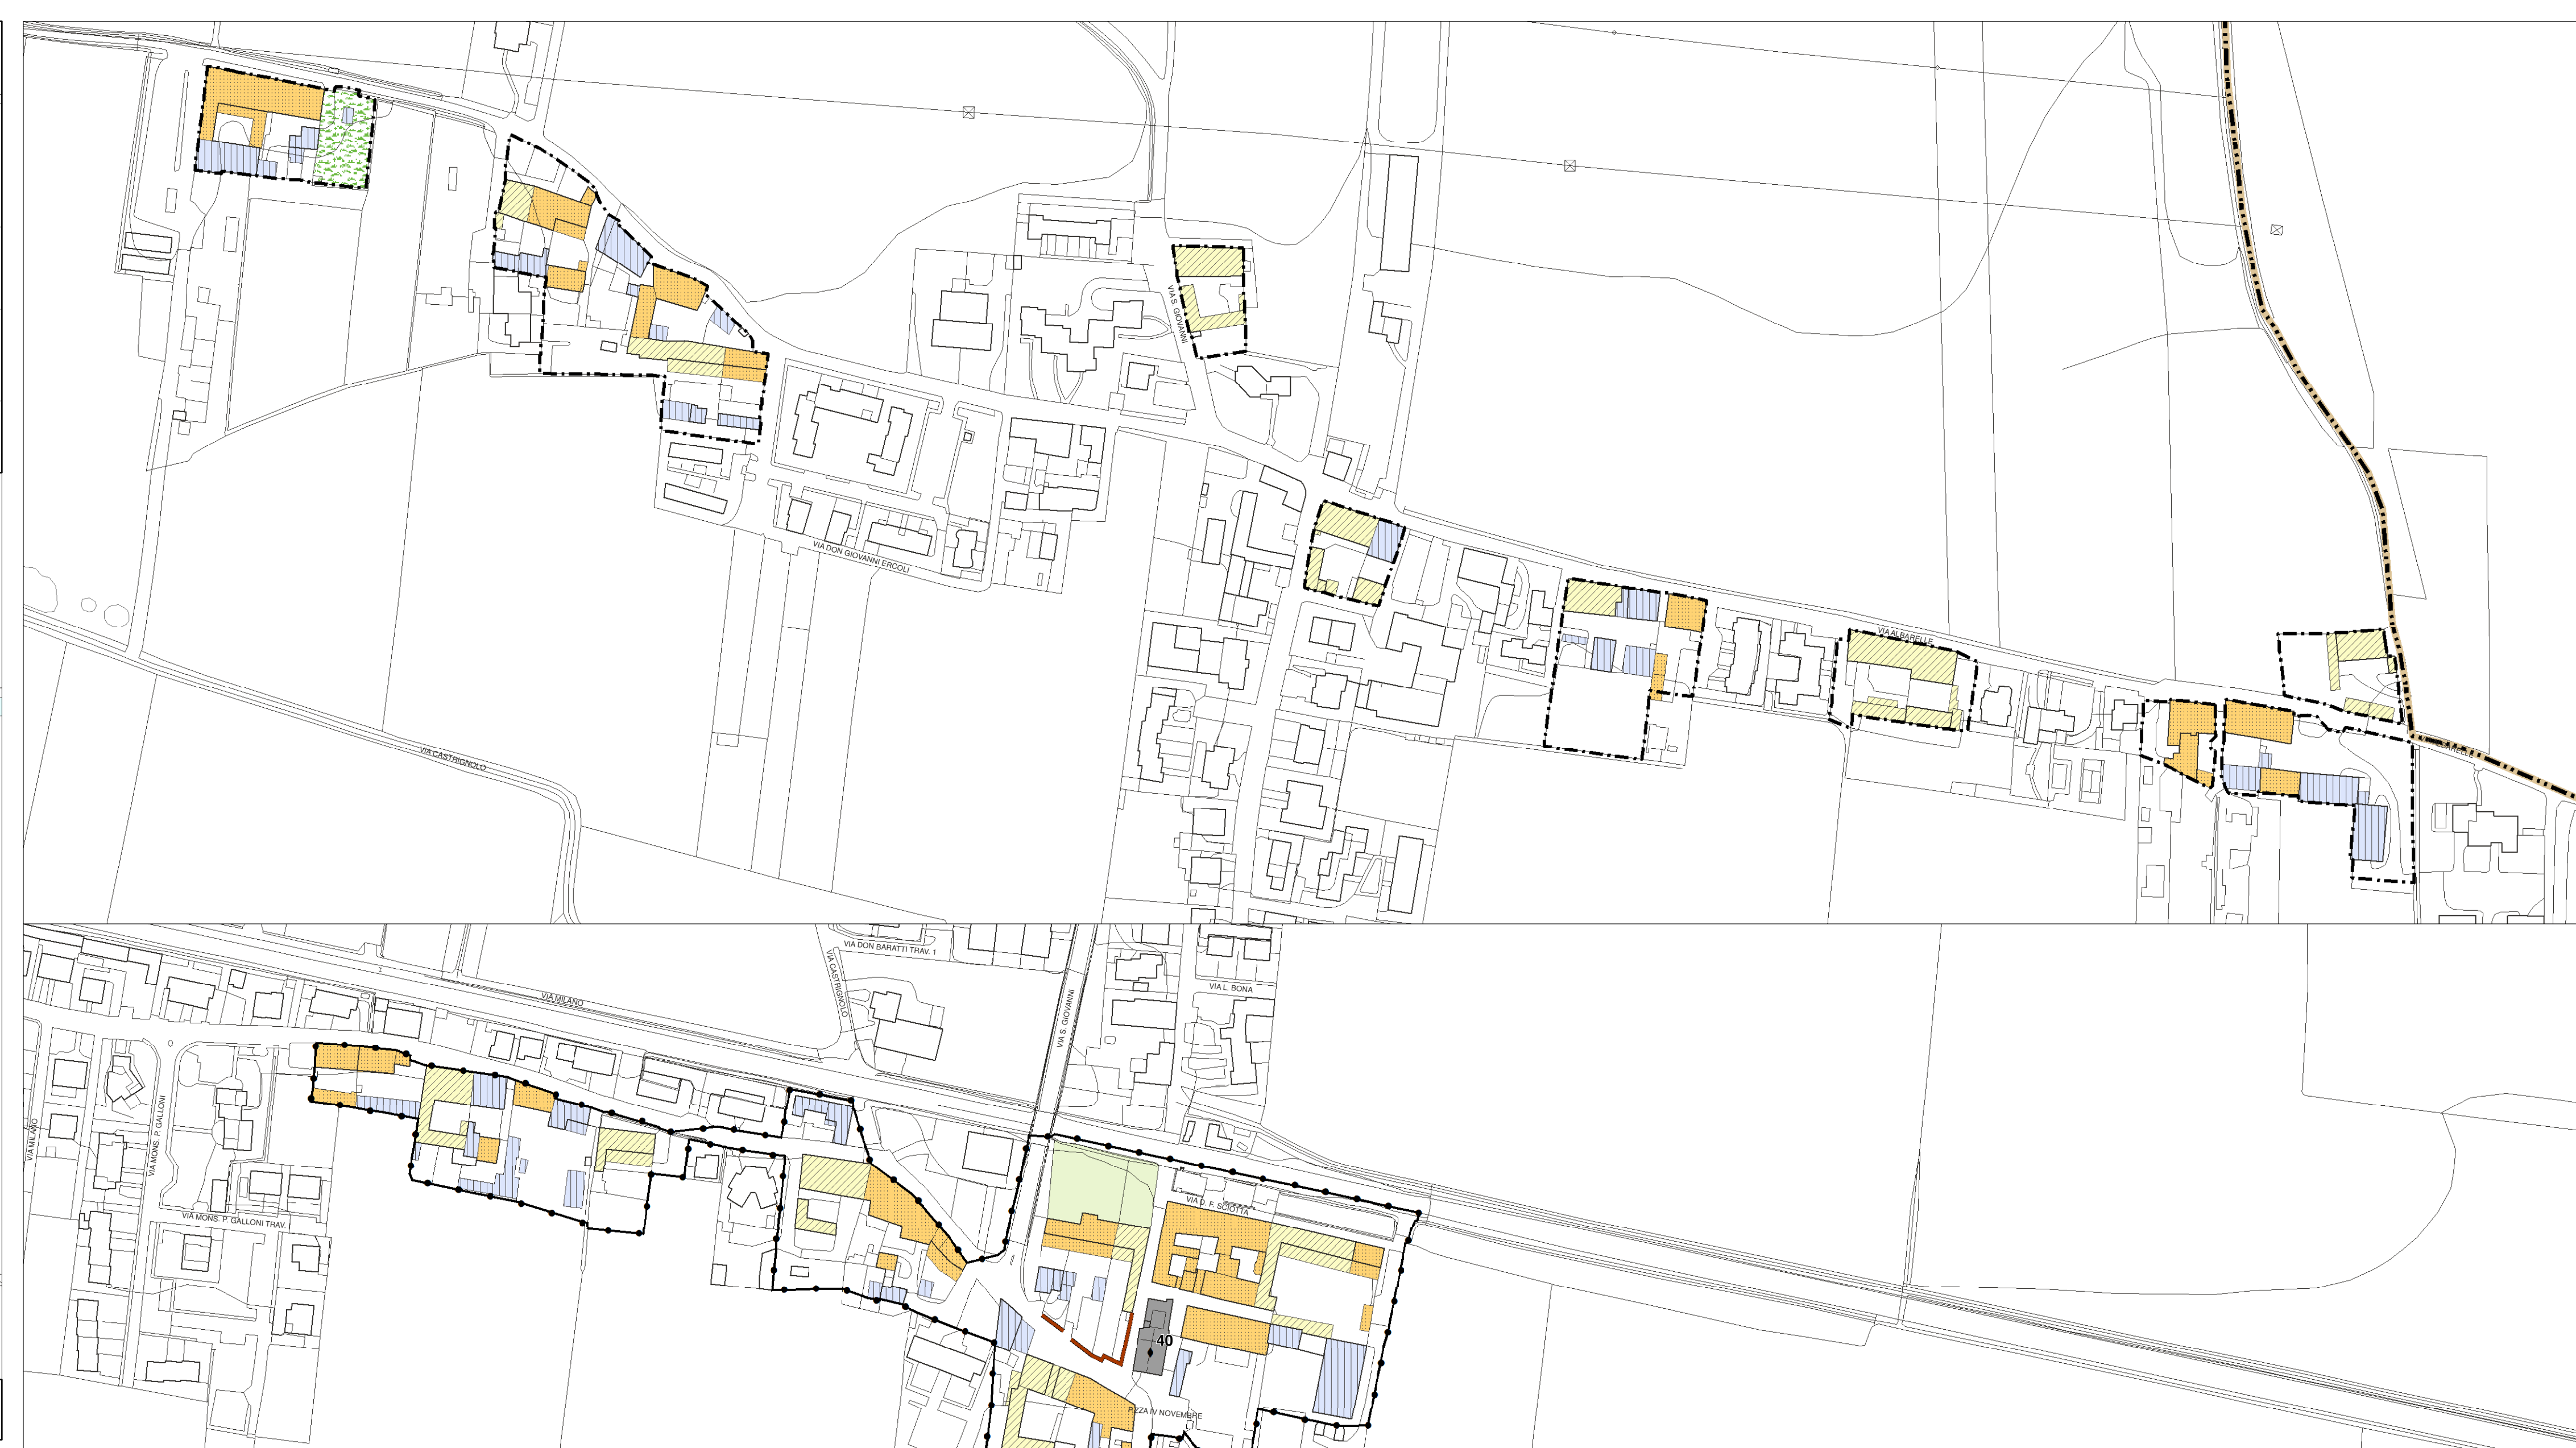 VIA S. GIOVANNI
VIA DON GIOVANNI ERCOLI
VIA ALBARELLE
VIA CASTRIGNOLO
VIA DON BARATTI TRAV. 1
VIA CASTRIGNOLO
VIA L. BONA
VIA MILANO
VIA S. GIOVANNI
VIA MILANO
VIA MONS. P. GALLONI
VIA D. F. SCIOTTA
VIA MONS. P. GALLONI TRAV. I
40
P.ZZA IV NOVEMBRE